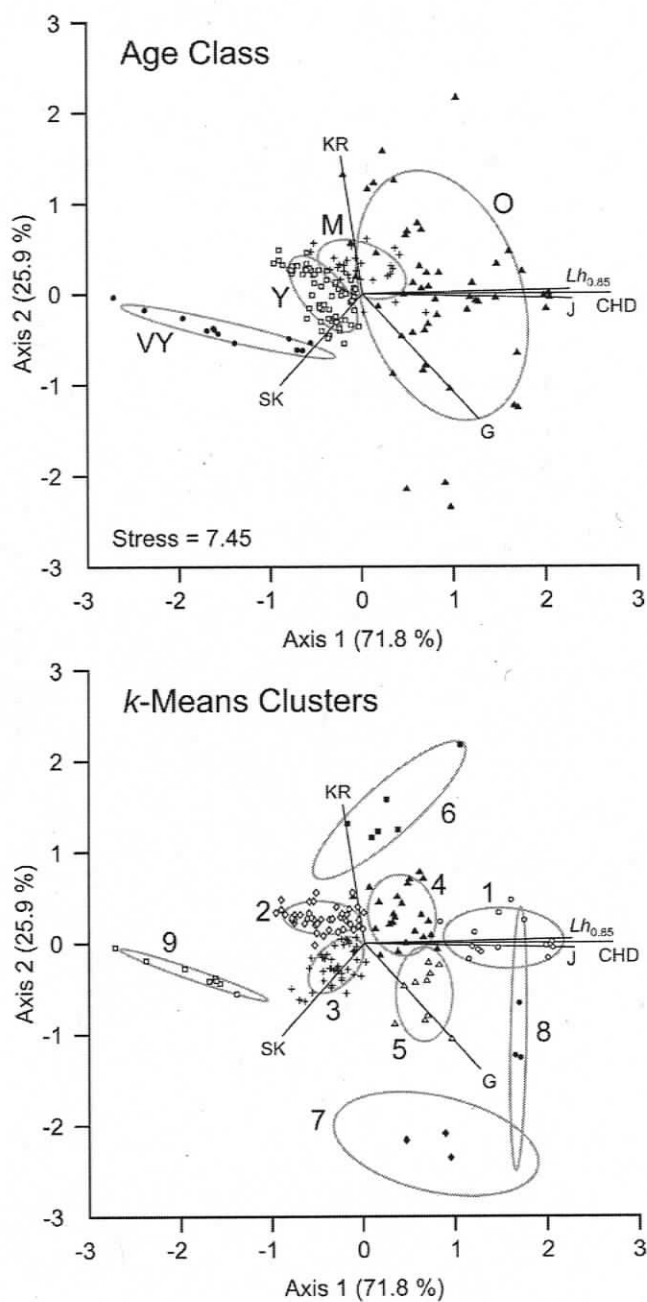 Age Class
3
2
1
0
-1
-2
-3
Axis 2 (25.9 %)
KR
M
O
Y
VY
SK
Lh0.85
J CHD
G
Stress = 7.45
-3 -2 -1 0 1 2 3
Axis 1 (71.8 %)
k-Means Clusters
3
2
1
0
-1
-2
-3
Axis 2 (25.9 %)
KR
6
4
1
2
9
Lh0.85
J CHD
3
5
8
SK
G
7
-3 -2 -1 0 1 2 3
Axis 1 (71.8 %)